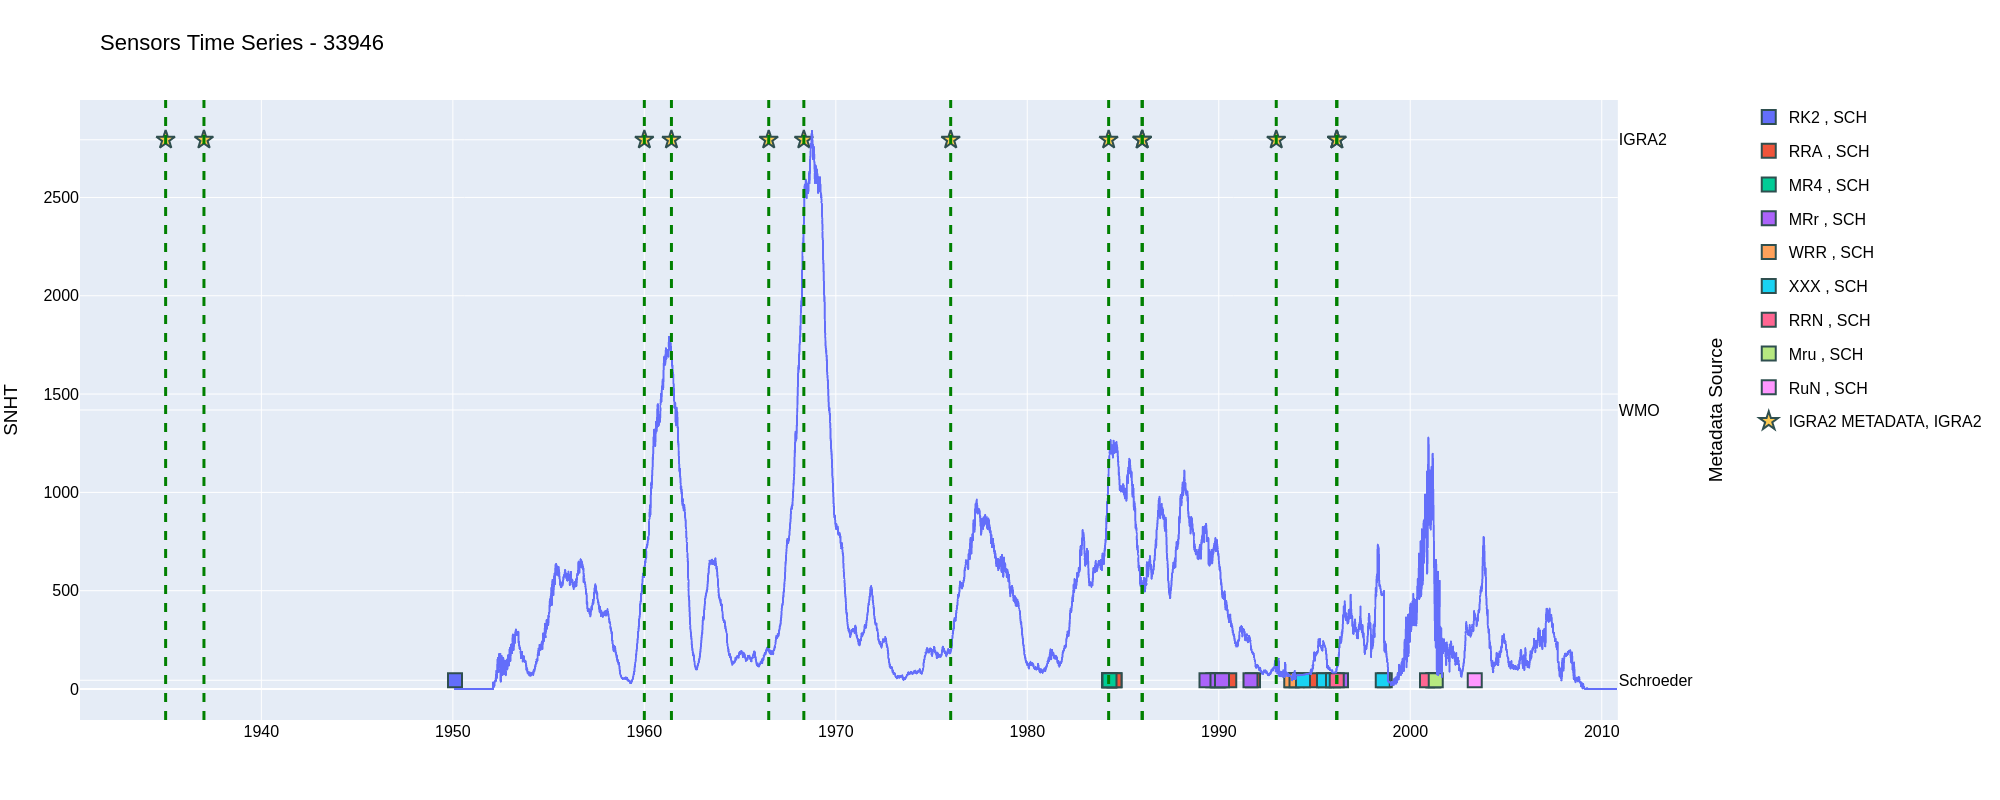 Sensors Time Series - 33946
SNHT
2500
2000
1500
1000
500
0
1940
1950
1960
1970
1980
1990
2000
2010
IGRA2
WMO
Schroeder
Metadata Source
RK2 , SCH
RRA , SCH
MR4 , SCH
MRr , SCH
WRR , SCH
XXX , SCH
RRN , SCH
Mru , SCH
RuN , SCH
IGRA2 METADATA, IGRA2